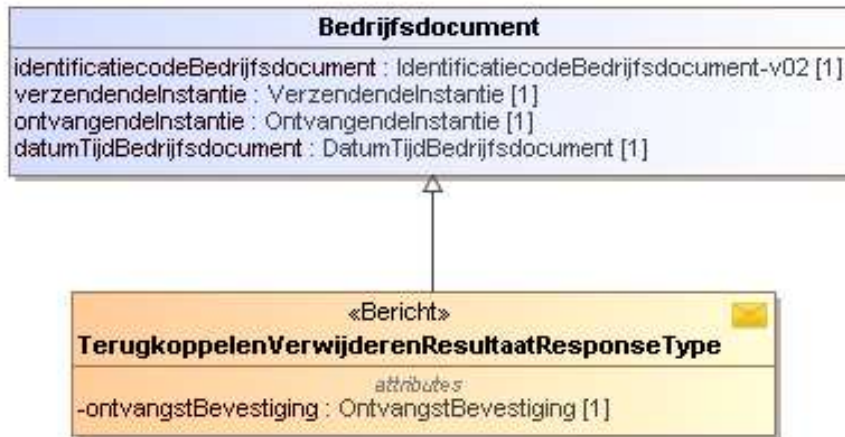 Bedrijfsdocument
identificatiecodeBedrijfsdocument : IdentificatiecodeBedrijfsdocument-v02 [1]
verzendendeInstantie : VerzendendeInstantie [1]
ontvangendeInstantie : OntvangendeInstantie [1]
datumTijdBedrijfsdocument : DatumTijdBedrijfsdocument [1]
«Bericht»
TerugkoppelenVerwijderenResultaatResponseType
attributes
-ontvangstBevestiging : OntvangstBevestiging [1]